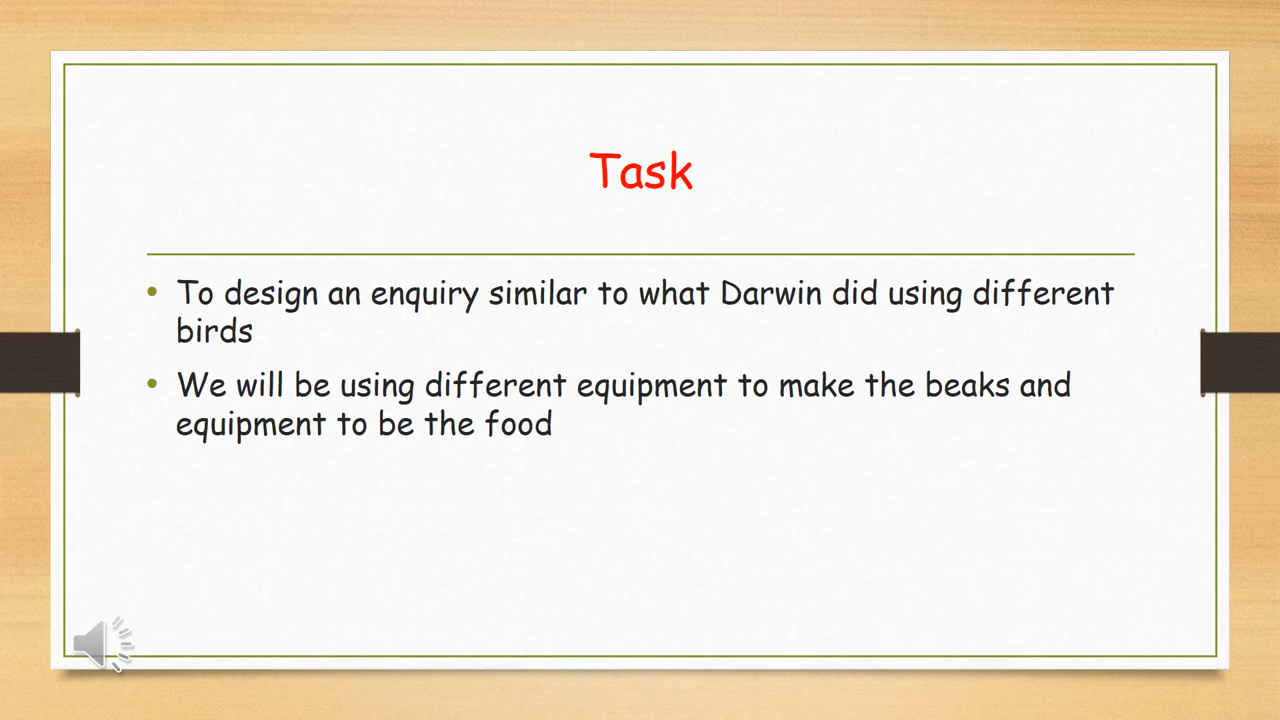 Task
• To design an enquiry similar to what Darwin did using different
birds
• We will be using different equipment to make the beaks and
equipment to be the food